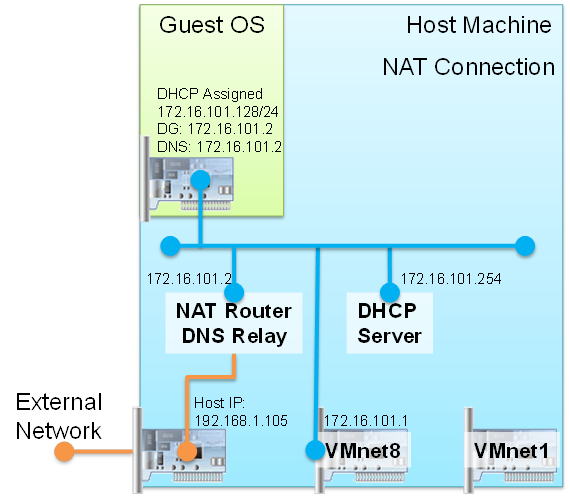 Guest OS
Host Machine
NAT Connection
DHCP Assigned
172.16.101.128/24
DG: 172.16.101.2
DNS: 172.16.101.2
172.16.101.2
172.16.101.254
NAT Router
DNS Relay
DHCP
Server
External
Network
Host IP:
192.168.1.105
172.16.101.1
VMnet8
VMnet1